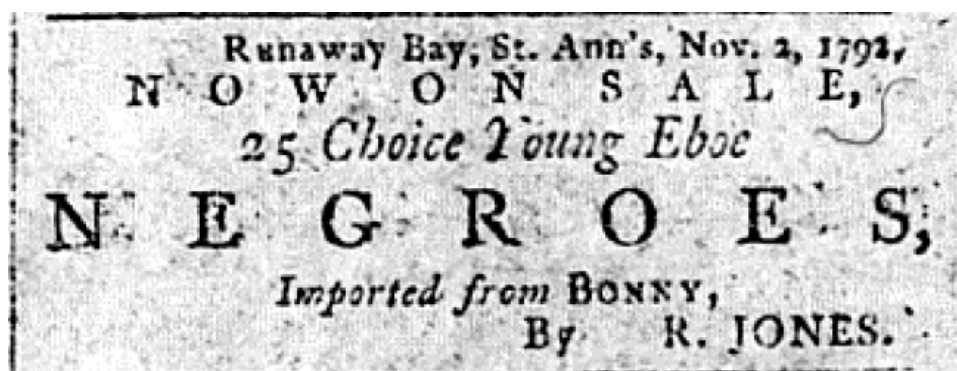 Runaway Bay, St. Ann's, Nov. 2, 1792,
NOW ON SALE,
25 Choice Young Eboe
NEGROES,
Imported from BONNY,
By R. JONES.